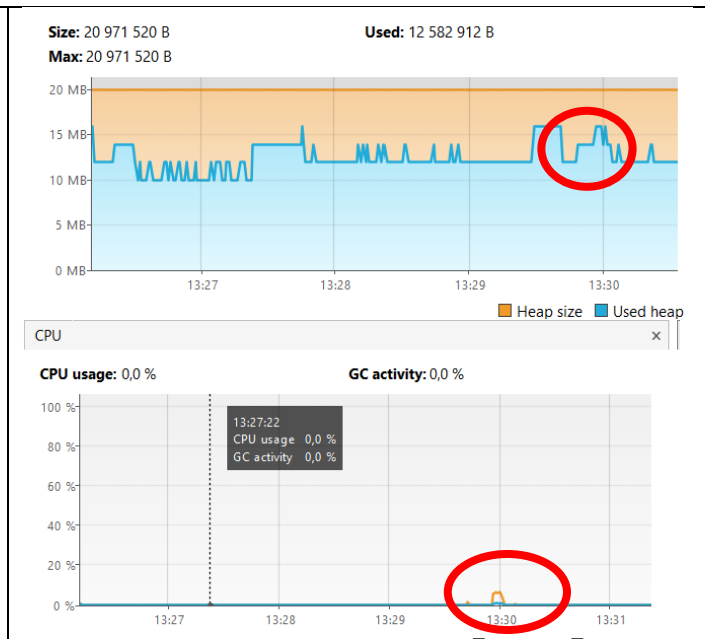 Size: 20 971 520 B Used: 12 582 912 B
Max: 20 971 520 B
20 MB
15 MB
10 MB
5 MB
0 MB
13:27 13:28 13:29 13:30
Heap size Used heap
CPU x
CPU usage: 0,0 % GC activity: 0,0 %
100 %
80 %
60 %
40 %
20 %
0 %
13:27:22
CPU usage 0,0 %
GC activity 0,0 %
13:27 13:28 13:29 13:30 13:31